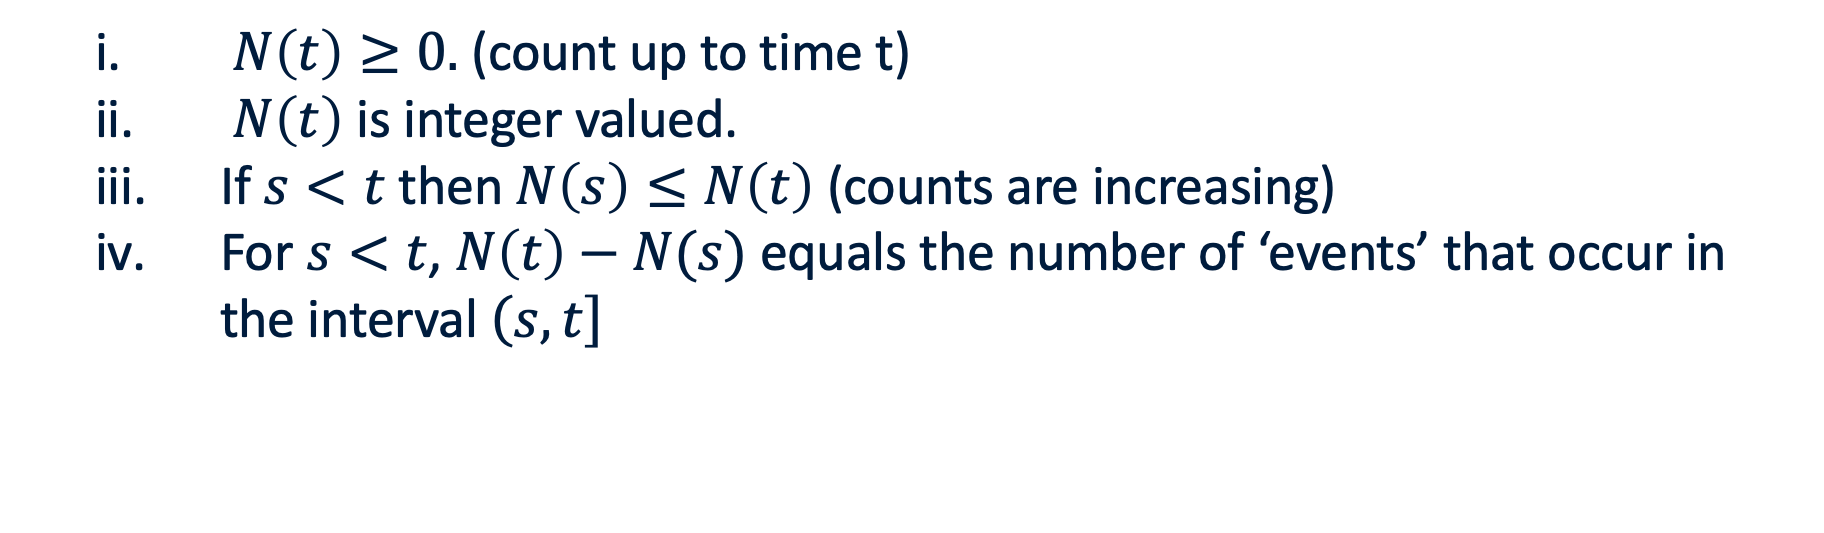 i. N(t) ≥ 0. (count up to time t)
ii. N(t) is integer valued.
iii. If s < t then N(s) ≤ N(t) (counts are increasing)
iv. For s < t, N(t) − N(s) equals the number of ‘events’ that occur in
the interval (s, t]